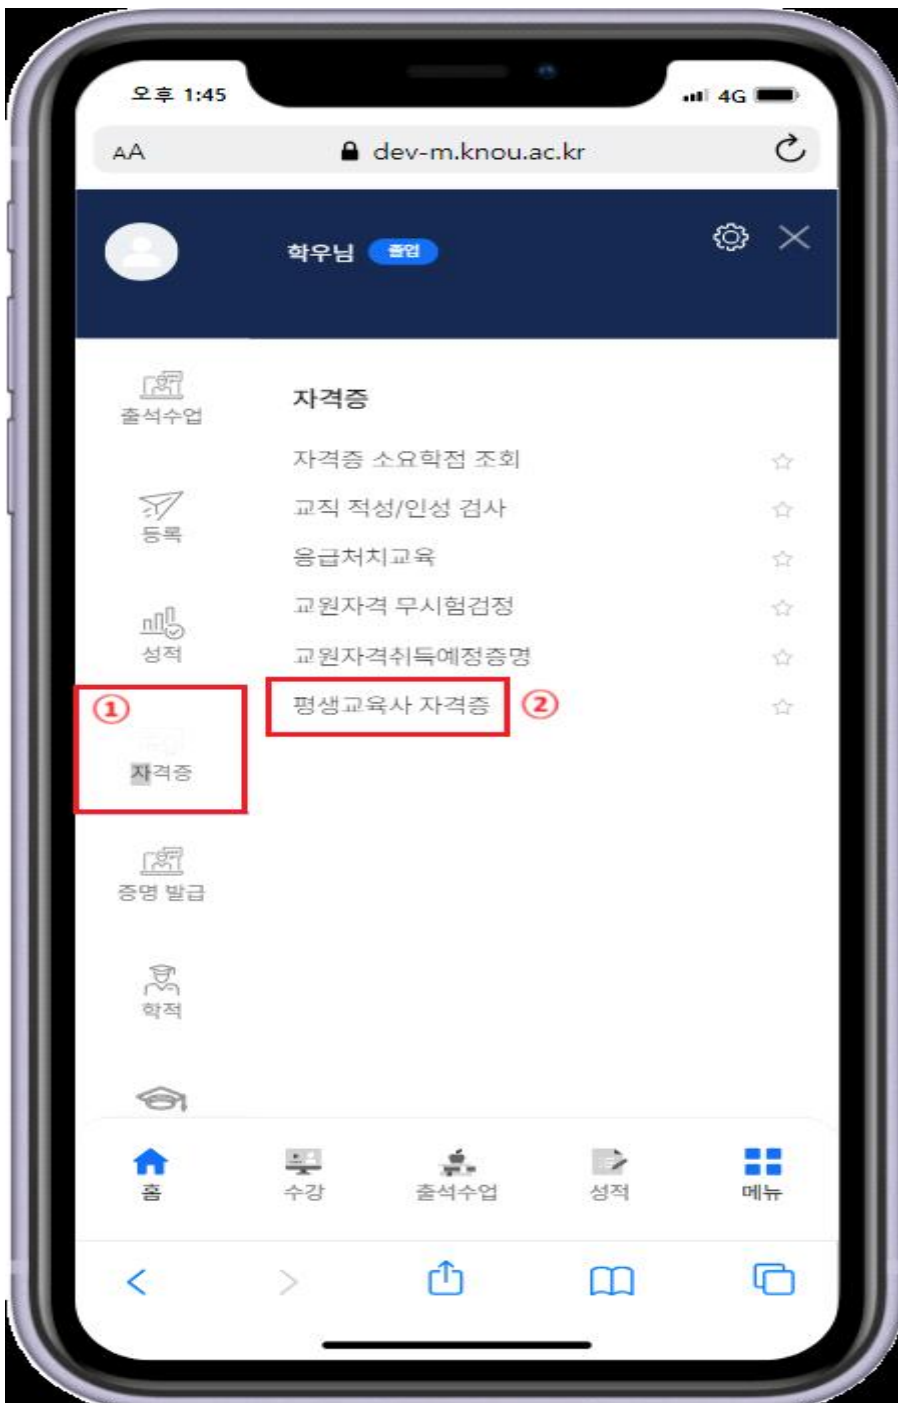 오후 1:45
4G
AA dev-m.knou.ac.kr
학우님 졸업
출석수업
등록
성적
①
자격증
증명 발급
학적
자격증
자격증 소요학점 조회
교직 적성/인성 검사
응급처치교육
교원자격 무시험검정
교원자격취득예정증명
평생교육사 자격증 ②
홈
수강
출석수업
성적
메뉴